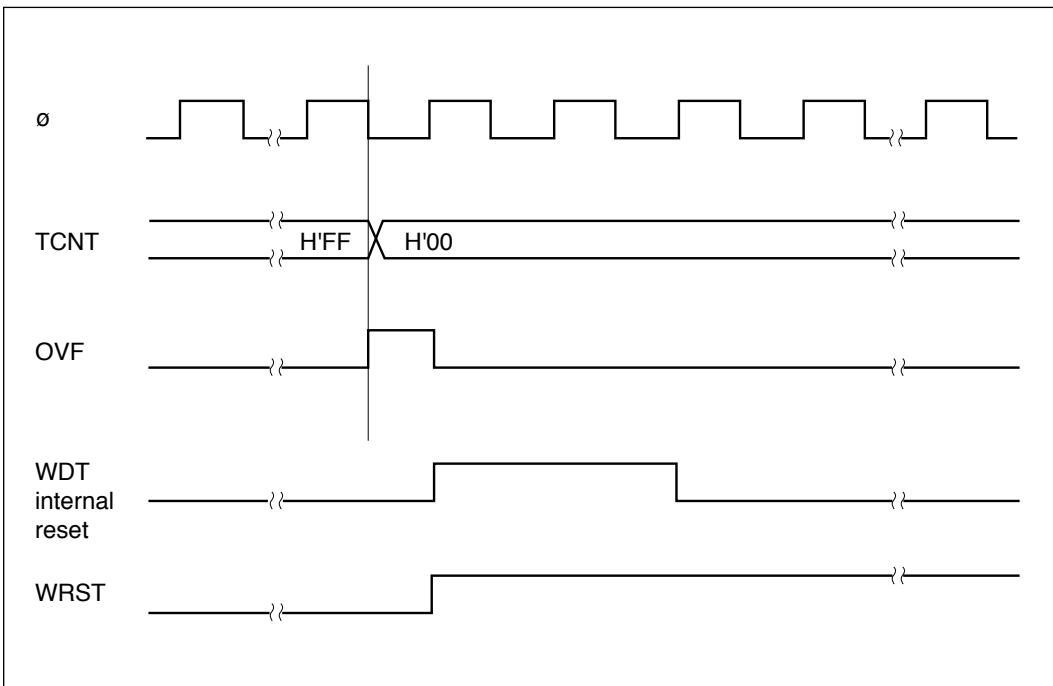 ø
TCNT
H'FF
H'00
OVF
WDT
internal
reset
WRST